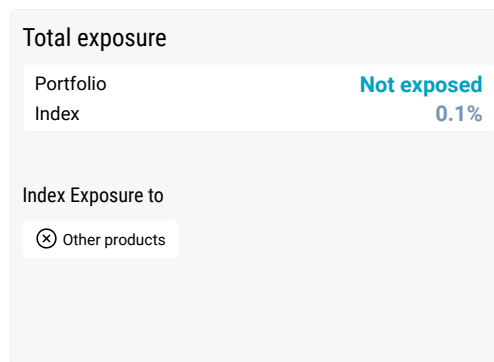 Total exposure
Portfolio Not exposed
Index 0.1%
Index Exposure to
Other products